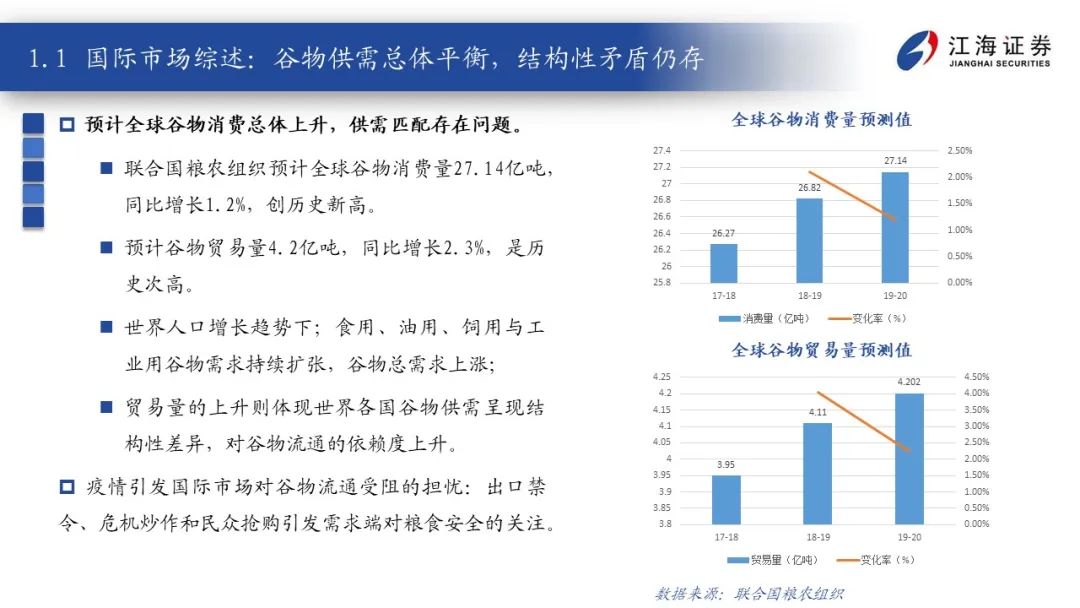 1.1 国际市场综述：谷物供需总体平衡，结构性矛盾仍存
江海证券
JIANGHAI SECURITIES
预计全球谷物消费总体上升，供需匹配存在问题。
联合国粮农组织预计全球谷物消费量27.14亿吨，
同比增长1.2%，创历史新高。
预计谷物贸易量4.2亿吨，同比增长2.3%，是历
史次高。
世界人口增长趋势下；食用、油用、饲用与工
业用谷物需求持续扩张，谷物总需求上涨；
贸易量的上升则体现世界各国谷物供需呈现结
构性差异，对谷物流通的依赖度上升。
疫情引发国际市场对谷物流通受阻的担忧：出口禁
令、危机炒作和民众抢购引发需求端对粮食安全的关注。
全球谷物消费量预测值
27.4
27.2
27
26.8
26.6
26.4
26.2
26
25.8
26.27
26.82
27.14
2.50%
2.00%
1.50%
1.00%
0.50%
0.00%
17-18
18-19
19-20
消费量（亿吨）
变化率（%）
全球谷物贸易量预测值
4.25
4.2
4.15
4.1
4.05
4
3.95
3.9
3.85
3.8
3.95
4.11
4.202
4.50%
4.00%
3.50%
3.00%
2.50%
2.00%
1.50%
1.00%
0.50%
0.00%
17-18
18-19
19-20
贸易量（亿吨）
变化率（%）
数据来源：联合国粮农组织